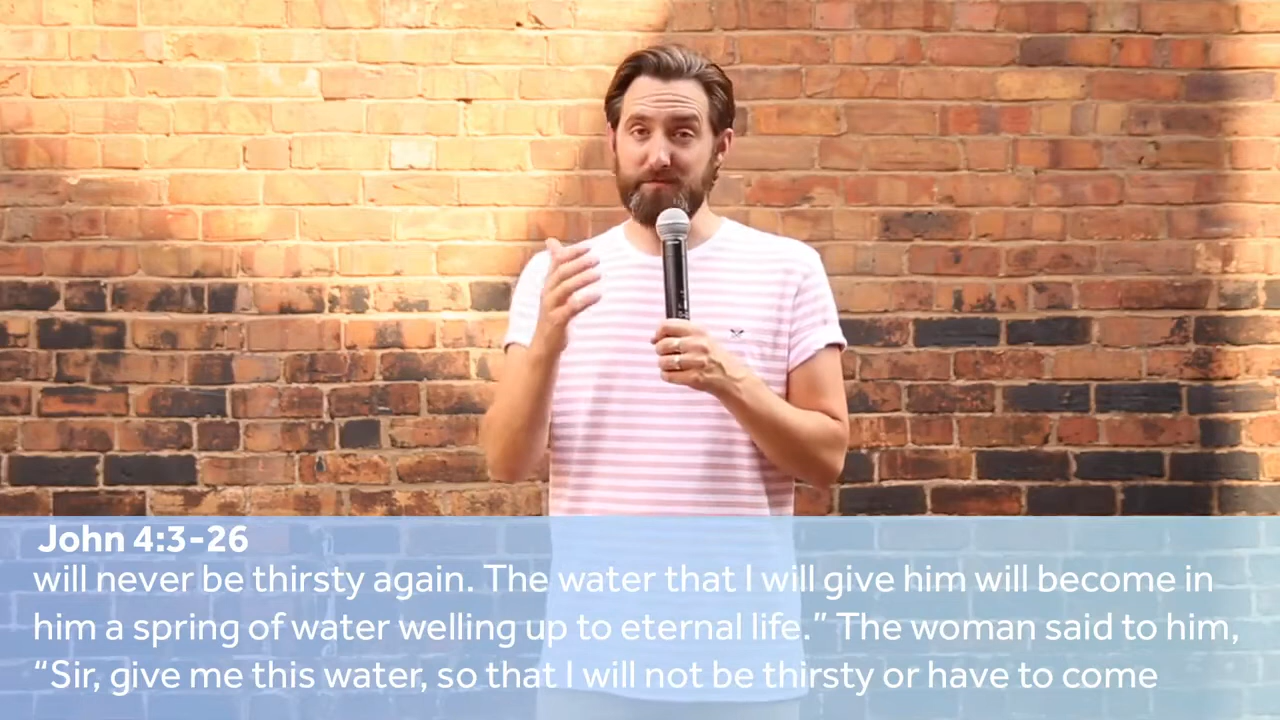 John 4:3-26
will never be thirsty again. The water that I will give him will become in
him a spring of water welling up to eternal life.” The woman said to him,
“Sir, give me this water, so that I will not be thirsty or have to come